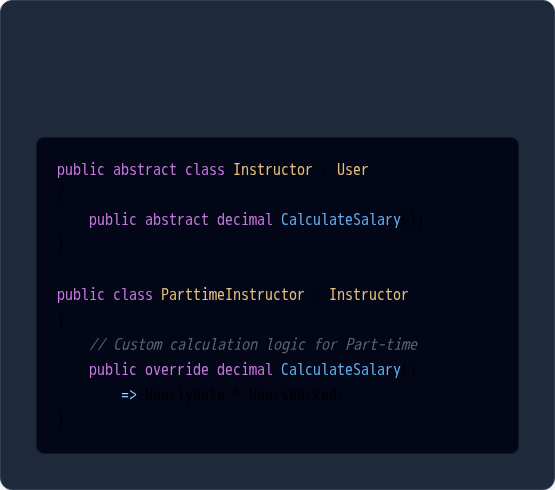 public abstract class Instructor : User
{
    public abstract decimal CalculateSalary();
}
public class ParttimeInstructor : Instructor
{
    // Custom calculation logic for Part-time
    public override decimal CalculateSalary()
        => HourlyRate * HoursWorked;
}